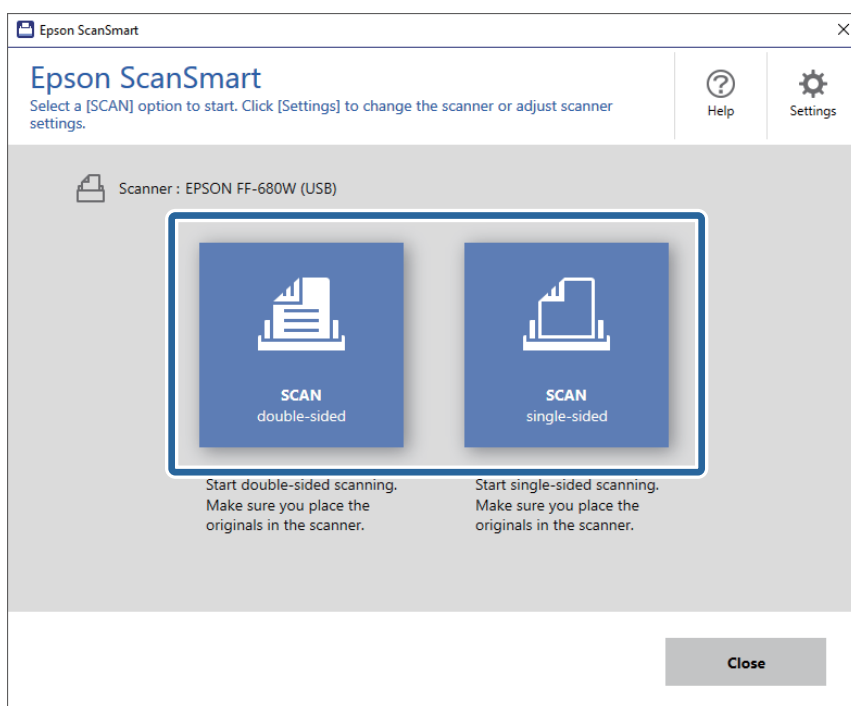 Epson ScanSmart
Epson ScanSmart
Select a [SCAN] option to start. Click [Settings] to change the scanner or adjust scanner
settings.
Help
Settings
Scanner : EPSON FF-680W (USB)
SCAN
double-sided
SCAN
single-sided
Start double-sided scanning.
Make sure you place the
originals in the scanner.
Start single-sided scanning.
Make sure you place the
originals in the scanner.
Close